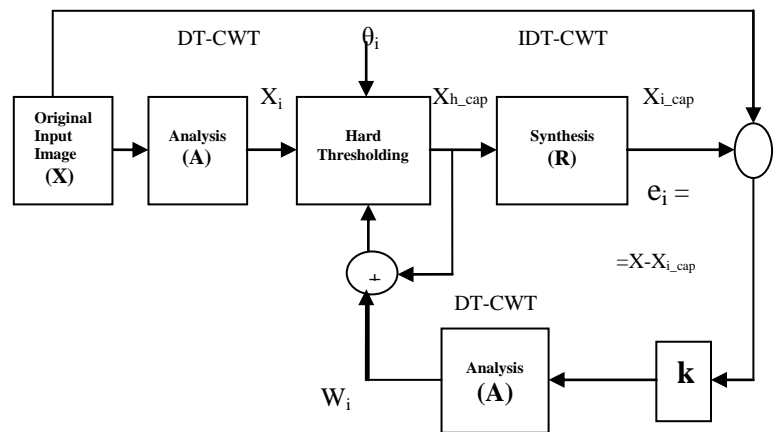 DT-CWT
θi
IDT-CWT
Xi
Xh_cap
Xi_cap
Original
Input
Image
(X)
Analysis
(A)
Hard
Thresholding
Synthesis
(R)
ei =
=X-Xi_cap
+
DT-CWT
Wi
Analysis
(A)
k